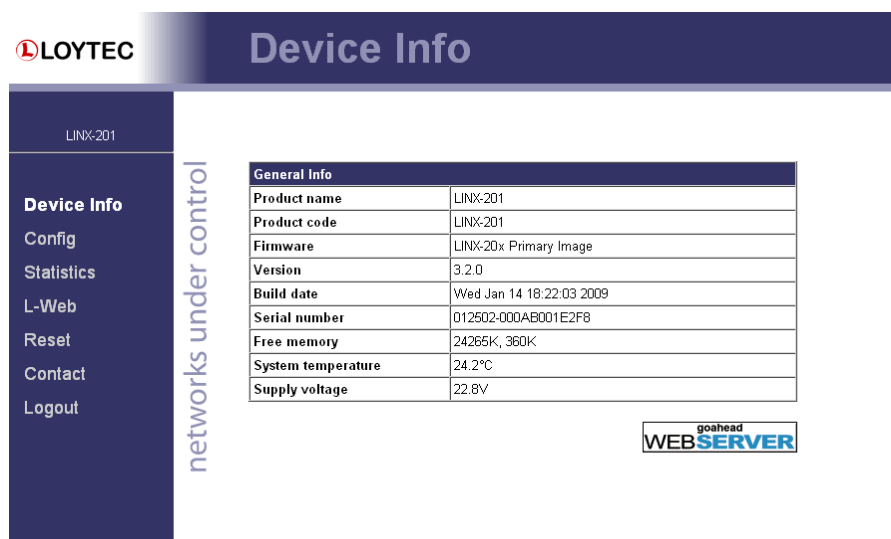 LOYTEC
Device Info
LINX-201
Device Info
Config
Statistics
L-Web
Reset
Contact
Logout
networks under control
General Info
Product name LINX-201
Product code LINX-201
Firmware LINX-20x Primary Image
Version 3.2.0
Build date Wed Jan 14 18:22:03 2009
Serial number 012502-000AB001E2F8
Free memory 24265K, 360K
System temperature 24.2°C
Supply voltage 22.8V
goahead
WEBSERVER